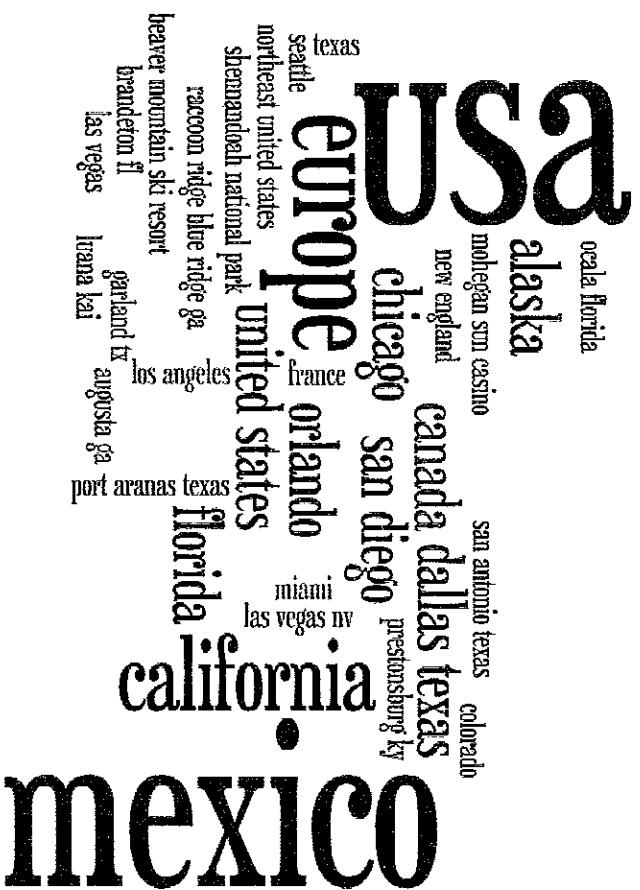 texas
seattle
northeast united states
shennandoah national park
raccoon ridge blue ridge ga
beaver mountain ski resort
brandeton fl
las vegas
usa
europe
ocala florida
alaska
mohegan sun casino
new england
chicago
luana kai
garland tx
augusta ga
los angeles
united states
france
orlando
san diego
canada
dallas texas
port aranas texas
florida
san antonio texas
miami
las vegas nv
prestonsburg ky
colorado
california
mexico